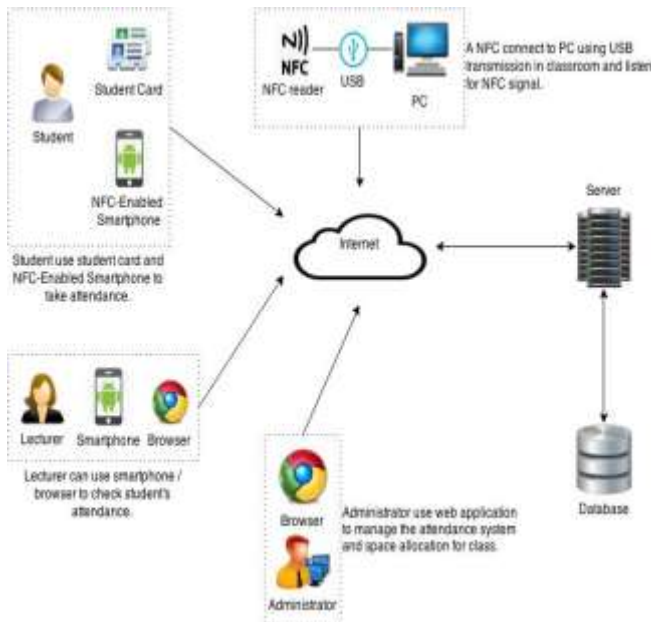 Student Card
Student
NFC-Enabled
Smartphone
Student use student card and
NFC-Enabled Smartphone to
take attendance.
N))
NFC
NFC reader
USB
PC
A NFC connect to PC using USB
transmission in classroom and listen
for NFC signal.
Internet
Server
Database
Lecturer
Smartphone
Browser
Lecturer can use smartphone /
browser to check student's
attendance.
Browser
Administrator
Administrator use web application
to manage the attendance system
and space allocation for class.